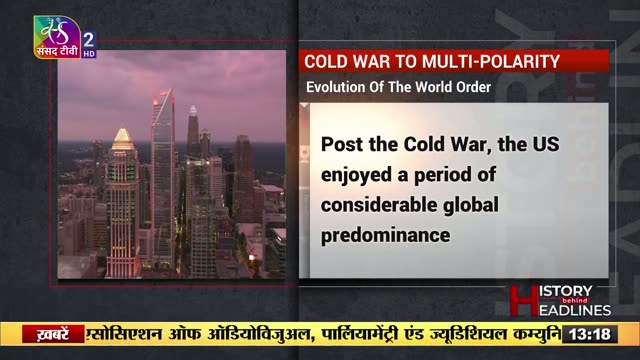 संसद टीवी
2
HD
COLD WAR TO MULTI-POLARITY
Evolution Of The World Order
Post the Cold War, the US
enjoyed a period of
considerable global
predominance
HISTORY
behind
HEADLINES
ख़बरें
एसोसिएशन ऑफ ऑडियोविजुअल, पार्लियामेंट्री एंड ज्यूडिशियल कम्युनि
13:18